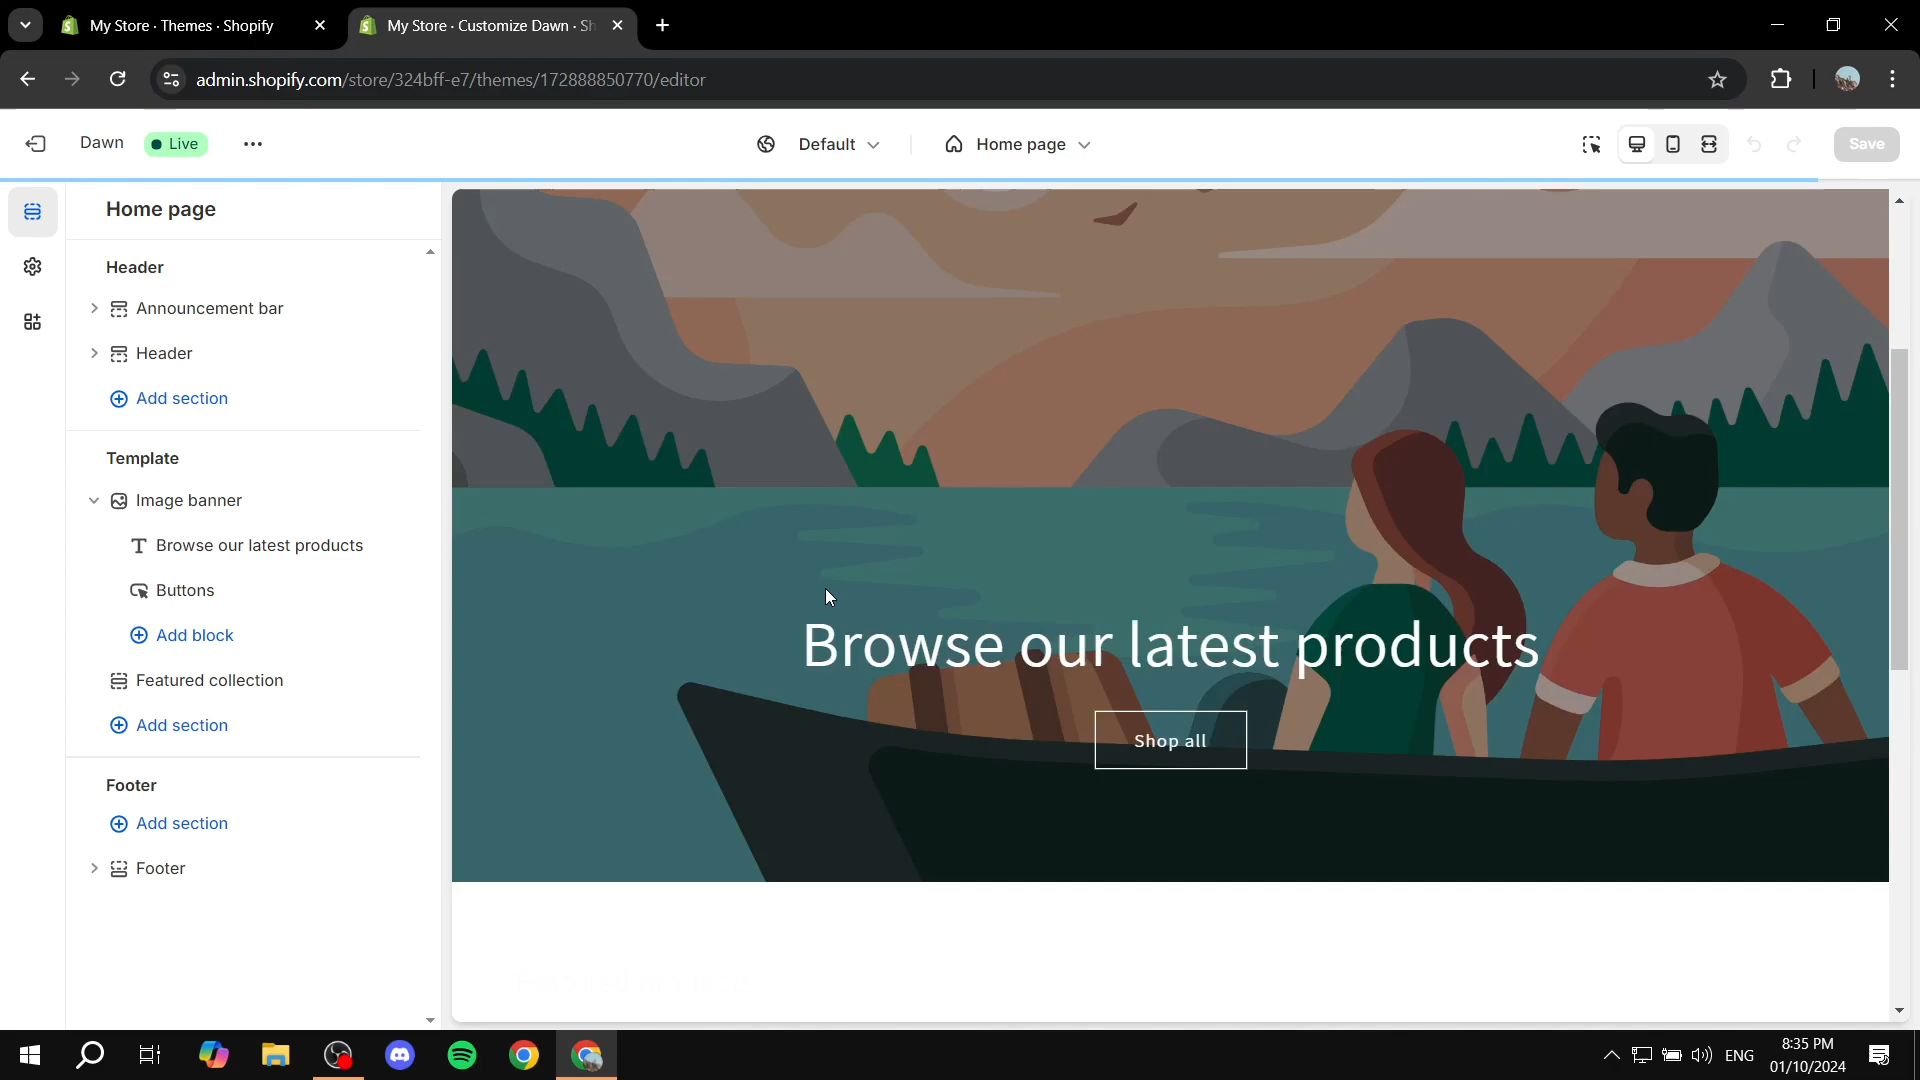 My Store · Themes · Shopify
My Store · Customize Dawn · Sh
admin.shopify.com/store/324bff-e7/themes/172888850770/editor
Dawn
Live
Default
Home page
Save
Home page
Header
Announcement bar
Header
Add section
Template
Image banner
Browse our latest products
Buttons
Add block
Featured collection
Add section
Footer
Add section
Footer
Browse our latest products
Shop all
ENG
8:35 PM
01/10/2024